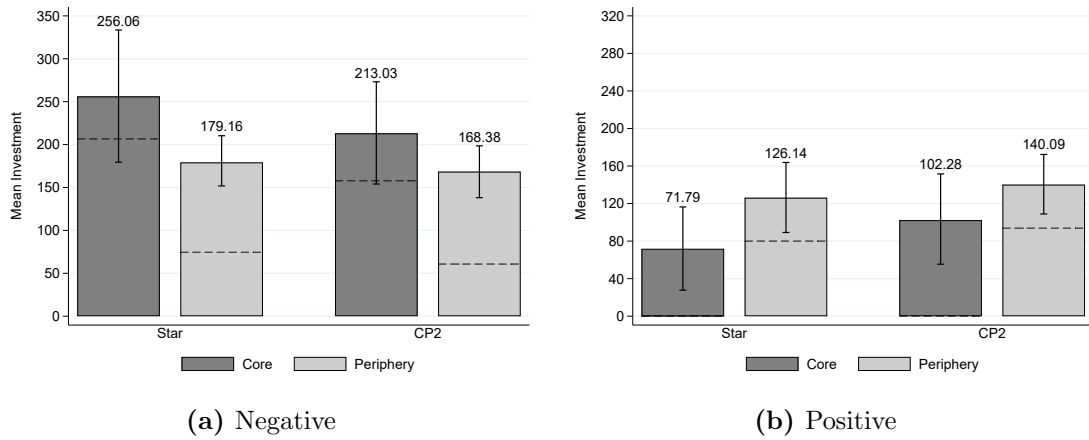 350
300
250
200
150
100
50
0
Mean Investment
256.06
179.16
213.03
168.38
Star
CP2
Core
Periphery
(a) Negative
320
280
240
200
160
120
80
40
0
Mean Investment
71.79
126.14
102.28
140.09
Star
CP2
Core
Periphery
(b) Positive